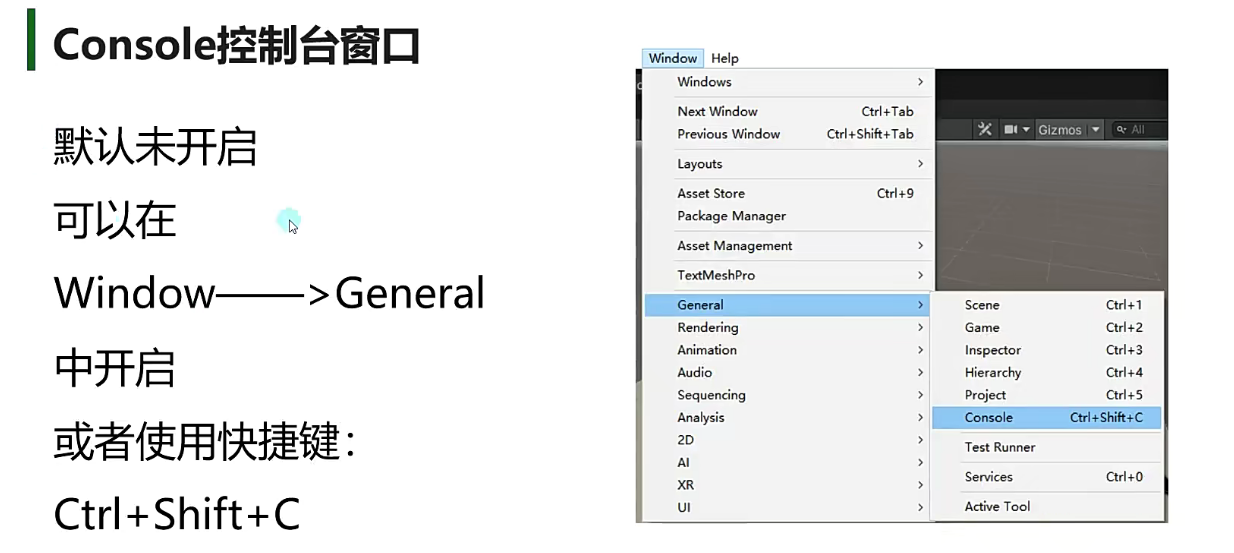 Console控制台窗口
默认未开启
可以在
Window——>General
中开启
或者使用快捷键：
Ctrl+Shift+C
Window Help
Windows
Next Window Ctrl+Tab
Previous Window Ctrl+Shift+Tab
Layouts
Asset Store Ctrl+9
Package Manager
Asset Management
TextMeshPro
General
Rendering
Animation
Audio
Sequencing
Analysis
2D
AI
XR
UI
Gizmos All
Scene Ctrl+1
Game Ctrl+2
Inspector Ctrl+3
Hierarchy Ctrl+4
Project Ctrl+5
Console Ctrl+Shift+C
Test Runner
Services Ctrl+0
Active Tool